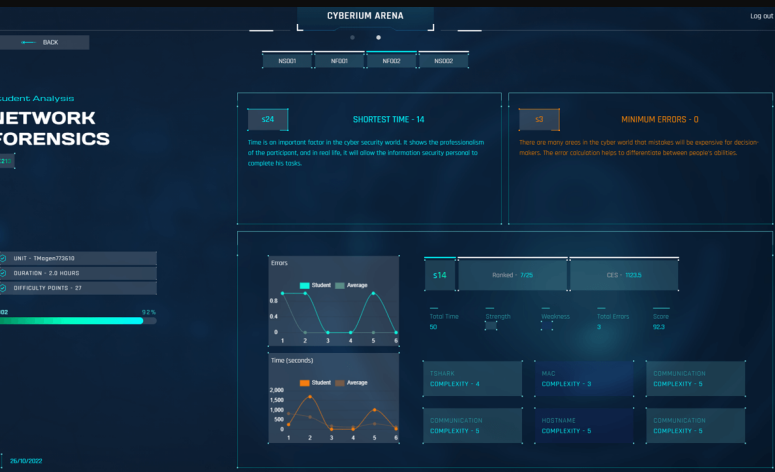 CYBERIUM ARENA
Log out
BACK
NS001
NF001
NF002
NS002
tudent Analysis
NETWORK
FORENSICS
s24
SHORTEST TIME - 14
Time is an important factor in the cyber security world. It shows the professionalism
of the participant, and in real life, it will allow the information security personal to
complete his tasks.
s3
MINIMUM ERRORS - 0
There are many areas in the cyber world that mistakes will be expensive for decision-
makers. The error calculation helps to differentiate between people's abilities.
UNIT - TMagen773610
DURATION - 2.0 HOURS
DIFFICULTY POINTS - 27
002
92%
26/10/2022
Errors
Student
Average
0.8
0.4
0
1 2 3 4 5 6
Time (seconds)
Student
Average
2,000
1,500
1,000
500
0
1 2 3 4 5 6
s14
Ranked - 7/25
CES - 1123.5
Total Time
Strength
Weakness
Total Errors
Score
50
3
92.3
TSHARK
COMPLEXITY - 4
MAC
COMPLEXITY - 3
COMMUNICATION
COMPLEXITY - 5
COMMUNICATION
COMPLEXITY - 5
HOSTNAME
COMPLEXITY - 5
COMMUNICATION
COMPLEXITY - 5